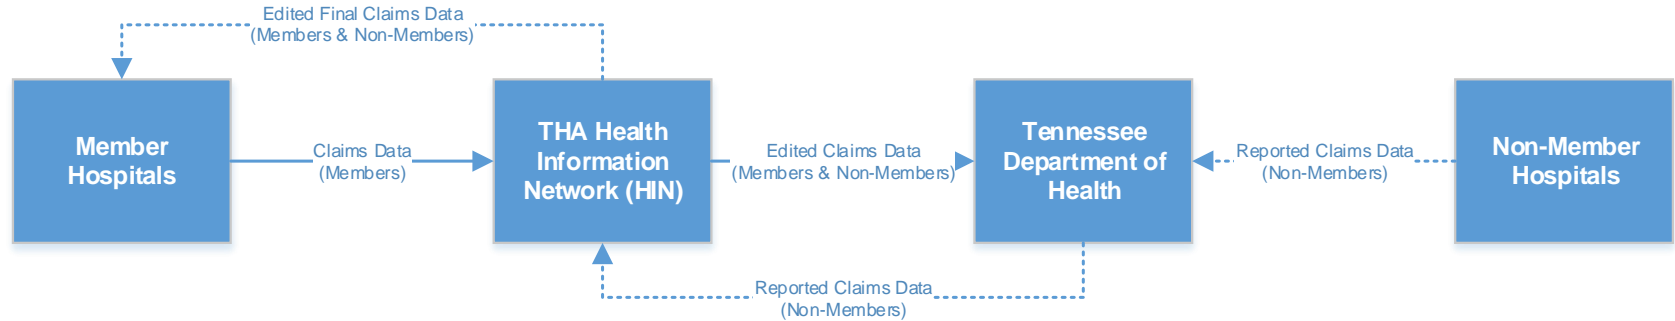 Edited Final Claims Data
(Members & Non-Members)
Member
Hospitals
Claims Data
(Members)
THA Health
Information
Network (HIN)
Edited Claims Data
(Members & Non-Members)
Tennessee
Department of
Health
Reported Claims Data
(Non-Members)
Non-Member
Hospitals
Reported Claims Data
(Non-Members)